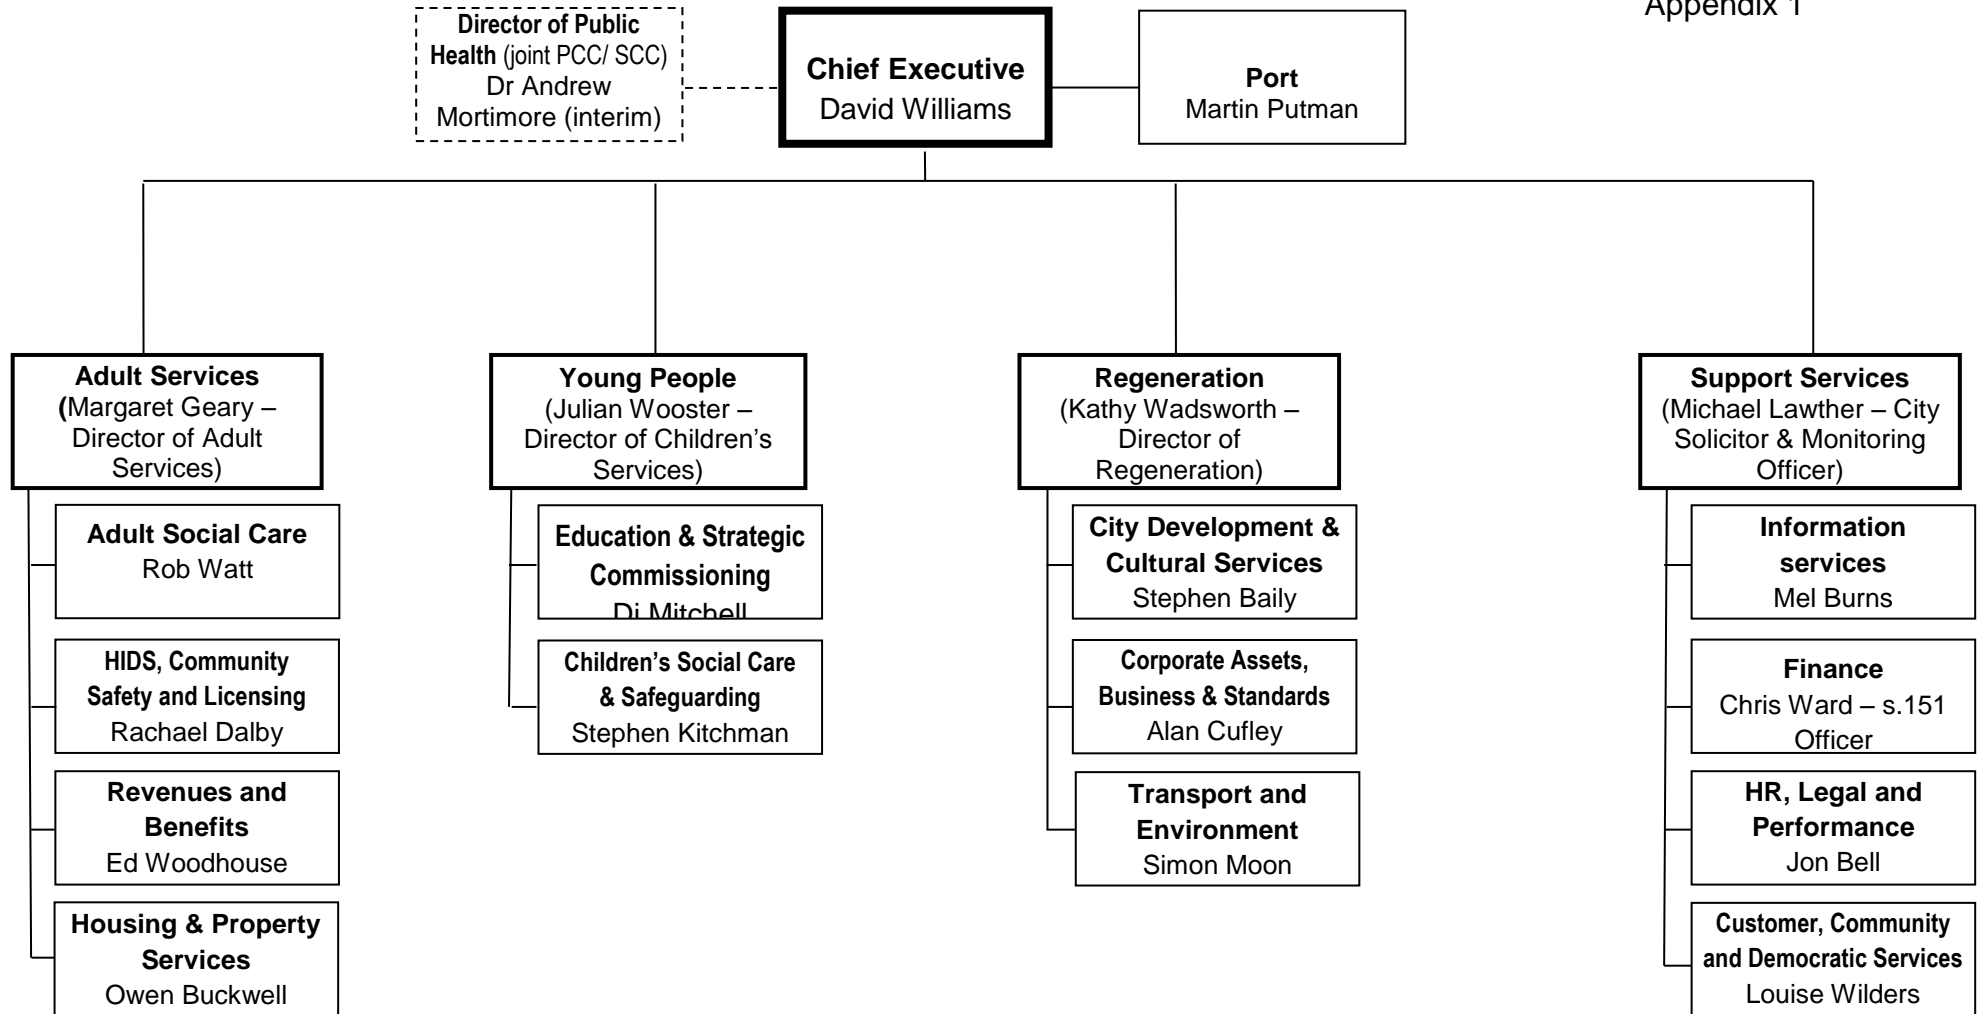 Appendix 1
Director of Public
Health (joint PCC/ SCC)
Dr Andrew
Mortimore (interim)
Chief Executive
David Williams
Port
Martin Putman
Adult Services
(Margaret Geary –
Director of Adult
Services)
Adult Social Care
Rob Watt
HIDS, Community
Safety and Licensing
Rachael Dalby
Revenues and
Benefits
Ed Woodhouse
Housing & Property
Services
Owen Buckwell
Young People
(Julian Wooster –
Director of Children's
Services)
Education & Strategic
Commissioning
Di Mitchell
Children's Social Care
& Safeguarding
Stephen Kitchman
Regeneration
(Kathy Wadsworth –
Director of
Regeneration)
City Development &
Cultural Services
Stephen Baily
Corporate Assets,
Business & Standards
Alan Cufley
Transport and
Environment
Simon Moon
Support Services
(Michael Lawther – City
Solicitor & Monitoring
Officer)
Information
services
Mel Burns
Finance
Chris Ward – s.151
Officer
HR, Legal and
Performance
Jon Bell
Customer, Community
and Democratic Services
Louise Wilders